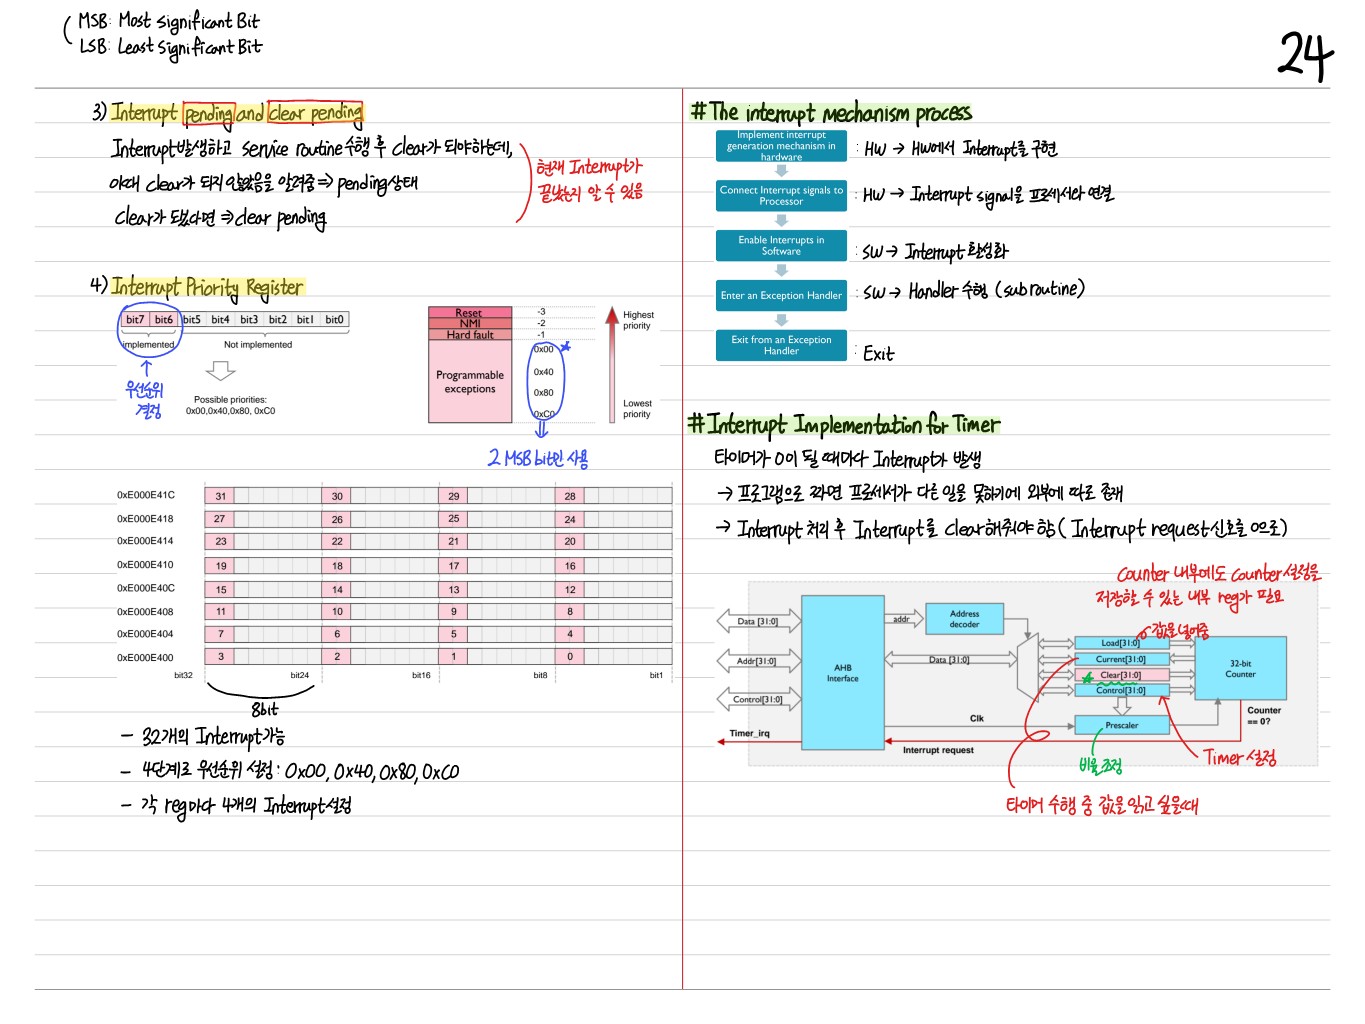 MSB: Most Significant Bit
LSB: Least Significant Bit
24
3) Interrupt pending and clear pending
Interrupt발생하고 service routine수행 후 clear가 되야하는데,
이때 clear가 되지 않았음을 알려줌 ⇒ pending상태
clear가 됐다면 ⇒ clear pending
현재 Interrupt가
끝났는지 알 수 있음
4) Interrupt Priority Register
bit7 bit6 bit5 bit4 bit3 bit2 bit1 bit0
implemented Not implemented
우선순위
결정
Possible priorities:
0x00,0x40,0x80, 0xC0
Reset -3
NMI -2
Hard fault -1
Programmable
exceptions
0x00
0x40
0x80
0xC0
Highest
priority
Lowest
priority
2 MSB bit만 사용
0xE000E41C 31 30 29 28
0xE000E418 27 26 25 24
0xE000E414 23 22 21 20
0xE000E410 19 18 17 16
0xE000E40C 15 14 13 12
0xE000E408 11 10 9 8
0xE000E404 7 6 5 4
0xE000E400 3 2 1 0
bit32 bit24 bit16 bit8 bit1
8bit
- 32개의 Interrupt가능
- 4단계로 우선순위 설정: 0x00, 0x40, 0x80, 0xC0
- 각 reg마다 4개의 Interrupt설정
# The interrupt mechanism process
Implement interrupt
generation mechanism in
hardware
: HW → HW에서 Interrupt를 구현
Connect Interrupt signals to
Processor
: HW → Interrupt signal을 프로세서와 연결
Enable Interrupts in
Software
: SW → Interrupt 활성화
Enter an Exception Handler
: SW → Handler 수행 (subroutine)
Exit from an Exception
Handler
: Exit
# Interrupt Implementation for Timer
타이머가 0이 될 때마다 Interrupt가 발생
→ 프로그램으로 짜면 프로세서가 다른 일을 못하기에 외부에 따로 존재
→ Interrupt 처리 후 Interrupt를 clear해줘야 함 ( Interrupt request신호를 0으로)
Counter 내부에도 counter설정을
저장할 수 있는 내부 reg가 필요
Data [31:0]
Addr[31:0]
Control[31:0]
AHB
Interface
addr
Address
decoder
Data [31:0]
Load[31:0]
값을 넣어줌
Current[31:0]
Clear[31:0]
Control[31:0]
32-bit
Counter
Clk
Prescaler
Counter
== 0?
Timer_irq
Interrupt request
비율조정
Timer 설정
타이머 수행 중 값을 읽고 싶을때